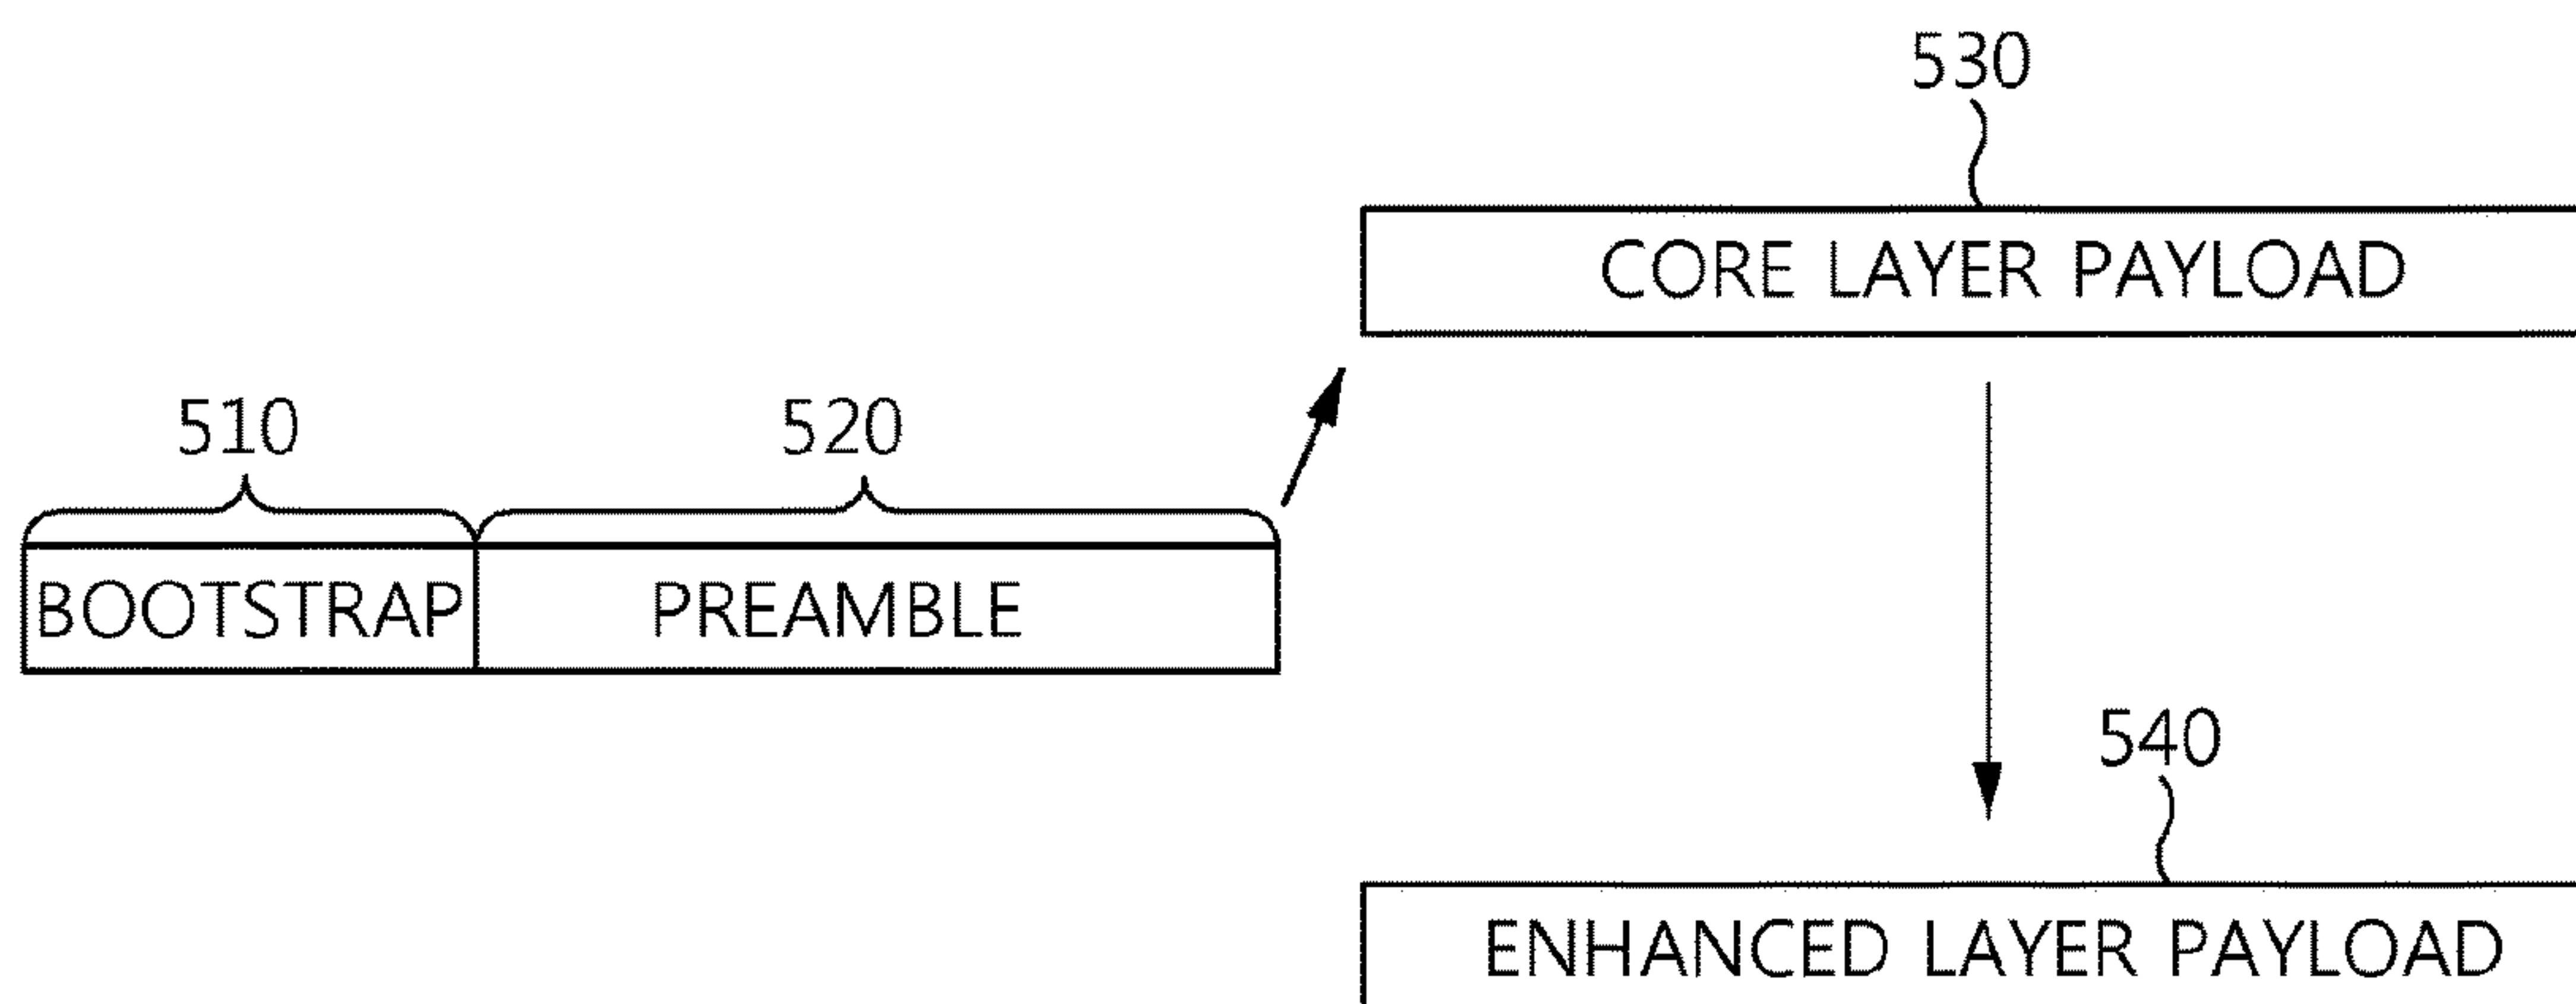 530
CORE LAYER PAYLOAD
510
520
BOOTSTRAP
PREAMBLE
540
ENHANCED LAYER PAYLOAD